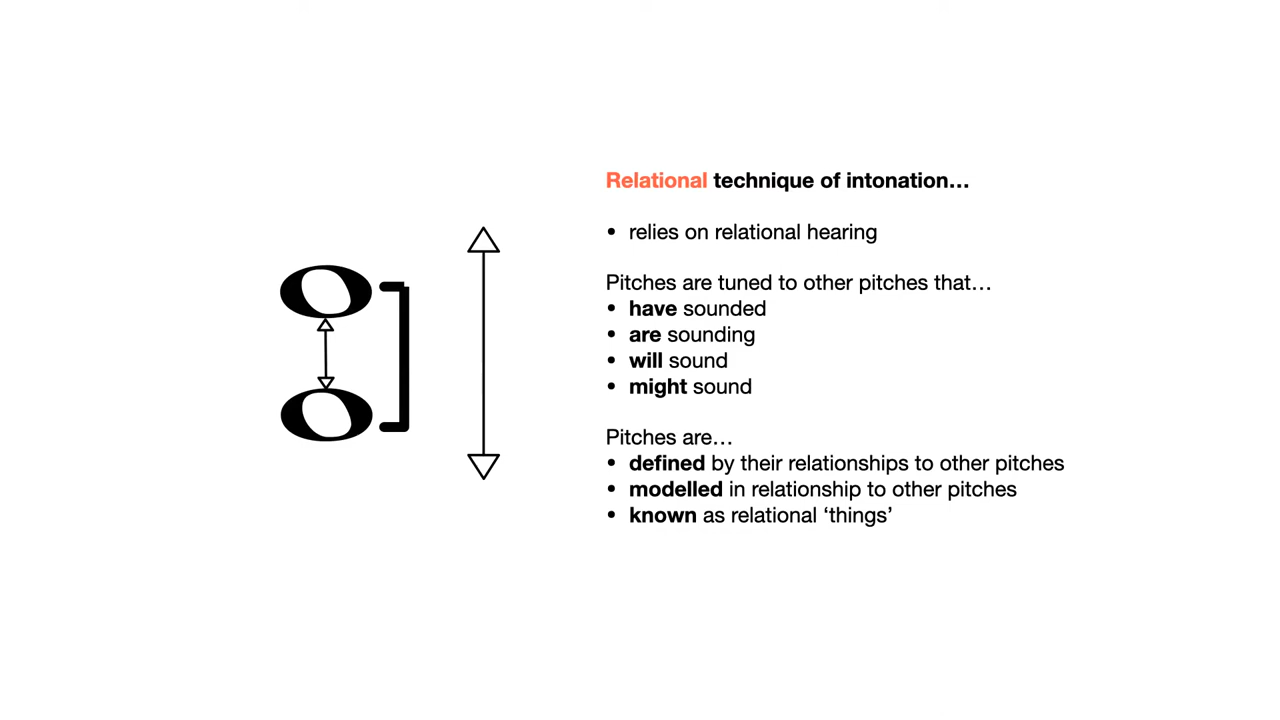 Relational technique of intonation…
• relies on relational hearing
Pitches are tuned to other pitches that…
• have sounded
• are sounding
• will sound
• might sound
Pitches are…
• defined by their relationships to other pitches
• modelled in relationship to other pitches
• known as relational ‘things’